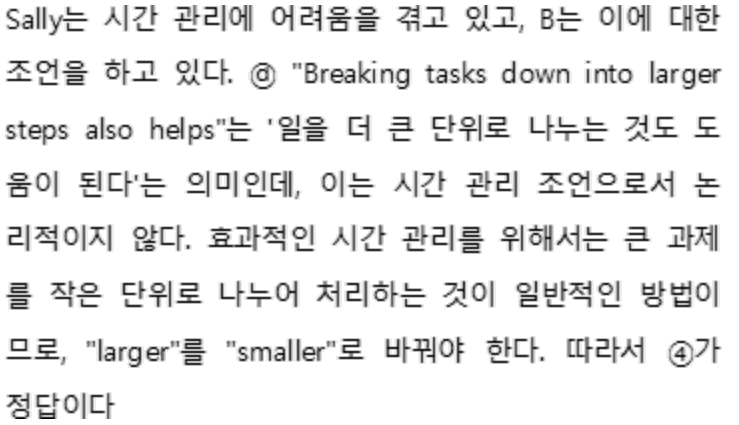 Sally는 시간 관리에 어려움을 겪고 있고, B는 이에 대한
조언을 하고 있다. ⓓ "Breaking tasks down into larger
steps also helps"는 '일을 더 큰 단위로 나누는 것도 도
움이 된다'는 의미인데, 이는 시간 관리 조언으로서 논
리적이지 않다. 효과적인 시간 관리를 위해서는 큰 과제
를 작은 단위로 나누어 처리하는 것이 일반적인 방법이
므로, "larger"를 "smaller"로 바꿔야 한다. 따라서 ④가
정답이다